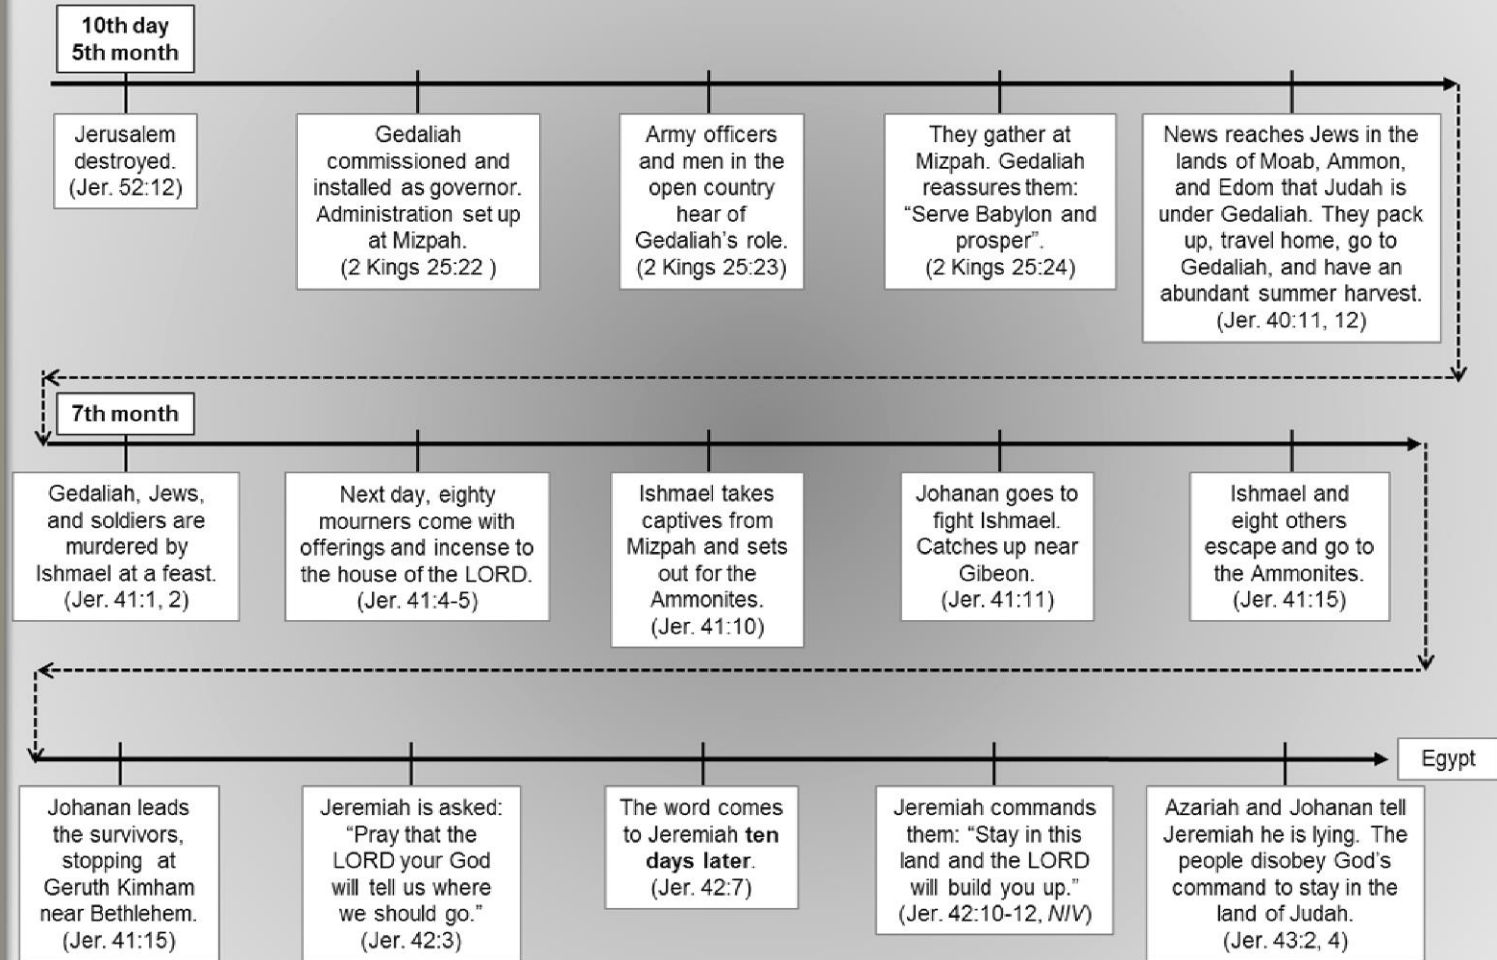 10th day
5th month
Jerusalem
destroyed.
(Jer. 52:12)
Gedaliah
commissioned and
installed as governor.
Administration set up
at Mizpah.
(2 Kings 25:22 )
Army officers
and men in the
open country
hear of
Gedaliah's role.
(2 Kings 25:23)
They gather at
Mizpah. Gedaliah
reassures them:
“Serve Babylon and
prosper”.
(2 Kings 25:24)
News reaches Jews in the
lands of Moab, Ammon,
and Edom that Judah is
under Gedaliah. They pack
up, travel home, go to
Gedaliah, and have an
abundant summer harvest.
(Jer. 40:11, 12)
7th month
Gedaliah, Jews,
and soldiers are
murdered by
Ishmael at a feast.
(Jer. 41:1, 2)
Next day, eighty
mourners come with
offerings and incense to
the house of the LORD.
(Jer. 41:4-5)
Ishmael takes
captives from
Mizpah and sets
out for the
Ammonites.
(Jer. 41:10)
Johanan goes to
fight Ishmael.
Catches up near
Gibeon.
(Jer. 41:11)
Ishmael and
eight others
escape and go to
the Ammonites.
(Jer. 41:15)
Egypt
Johanan leads
the survivors,
stopping at
Geruth Kimham
near Bethlehem.
(Jer. 41:15)
Jeremiah is asked:
“Pray that the
LORD your God
will tell us where
we should go.”
(Jer. 42:3)
The word comes
to Jeremiah ten
days later.
(Jer. 42:7)
Jeremiah commands
them: “Stay in this
land and the LORD
will build you up.”
(Jer. 42:10-12, NIV)
Azariah and Johanan tell
Jeremiah he is lying. The
people disobey God's
command to stay in the
land of Judah.
(Jer. 43:2, 4)